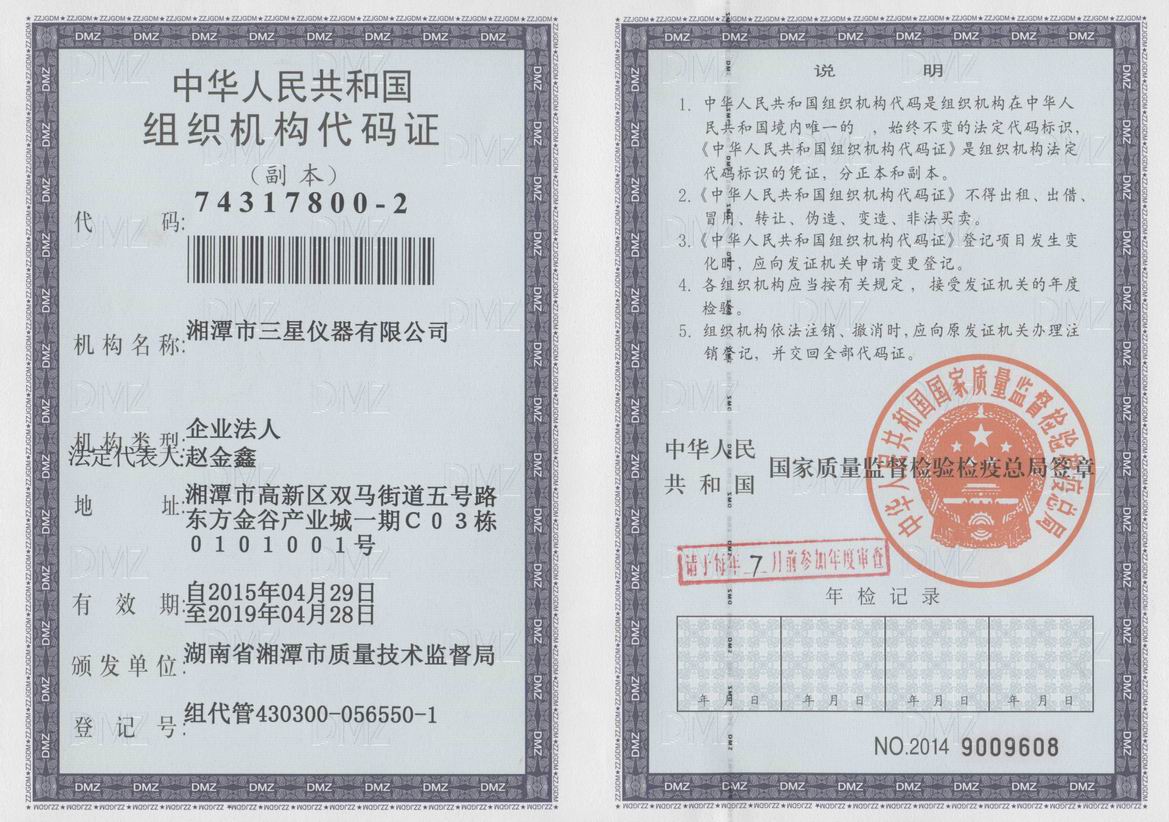 中华人民共和国
组织机构代码证
（副 本）
代 码: 74317800-2
机构名称: 湘潭市三星仪器有限公司
机构类型: 企业法人
法定代表人: 赵金鑫
地 址: 湘潭市高新区双马街道五号路
东方金谷产业城一期C03栋
0101001号
有 效 期: 自2015年04月29日
至2019年04月28日
颁发单位: 湖南省湘潭市质量技术监督局
登 记 号: 组代管430300-056550-1
说 明
1. 中华人民共和国组织机构代码是组织机构在中华人
民共和国境内唯一的 ，始终不变的法定代码标识，
《中华人民共和国组织机构代码证》是组织机构法定
代码标识的凭证，分正本和副本。
2.《中华人民共和国组织机构代码证》不得出租、出借、
冒用、转让、伪造、变造、非法买卖。
3.《中华人民共和国组织机构代码证》登记项目发生变
化时，应向发证机关申请变更登记。
4. 各组织机构应当按有关规定，接受发证机关的年度
检验。
5. 组织机构依法注销、撤消时，应向原发证机关办理注
销登记，并交回全部代码证。
中华人民共和国国家质量监督检验检疫总局
中华人民
共 和 国 国家质量监督检验检疫总局签章
请于每年 7 月前参加年度审查
年 检 记 录
年 月 日 年 月 日 年 月 日 年 月 日
NO.2014 9009608